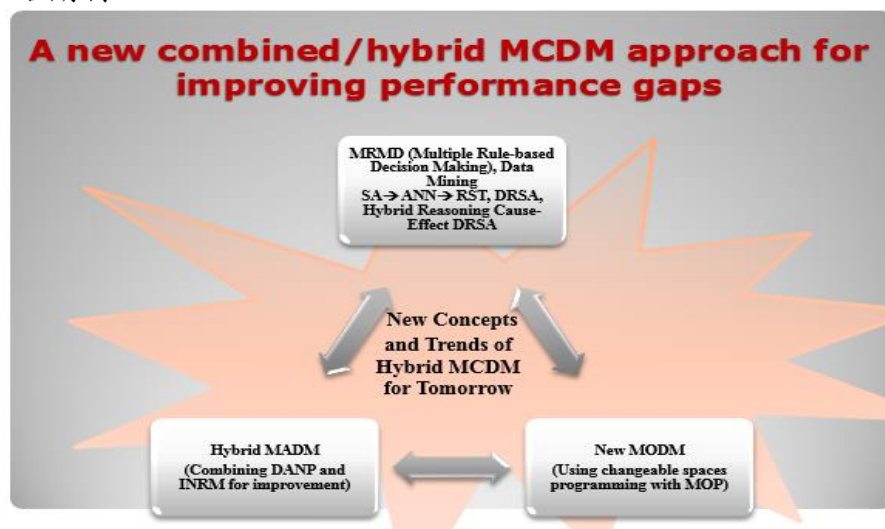 A new combined/hybrid MCDM approach for
improving performance gaps
MRMD (Multiple Rule-based
Decision Making), Data
Mining
SA→ANN→RST, DRSA,
Hybrid Reasoning Cause-
Effect DRSA
New Concepts
and Trends of
Hybrid MCDM
for Tomorrow
Hybrid MADM
(Combining DANP and
INRM for improvement)
New MODM
(Using changeable spaces
programming with MOP)